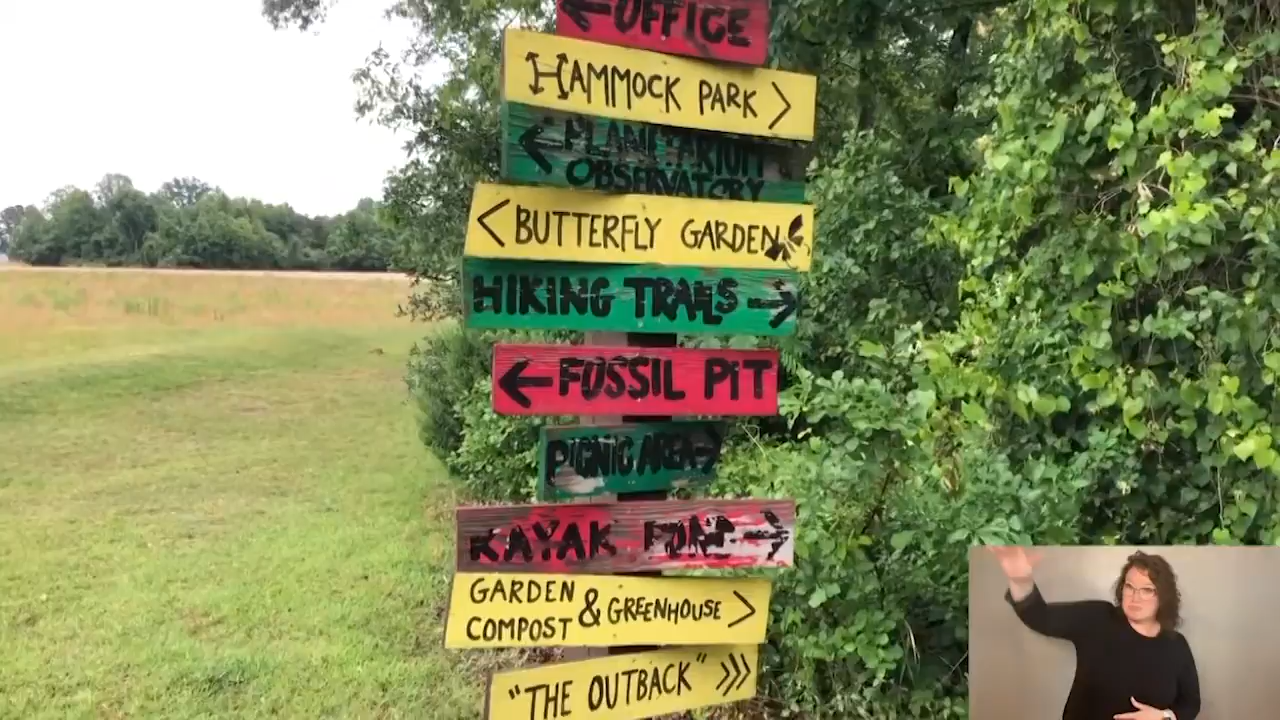 ← OFFICE
HAMMOCK PARK >
← PLANETARIUM
OBSERVATORY
< BUTTERFLY GARDEN
HIKING TRAILS →
← FOSSIL PIT
PICNIC AREA →
KAYAK →
GARDEN
COMPOST & GREENHOUSE >
"THE OUTBACK" >>>